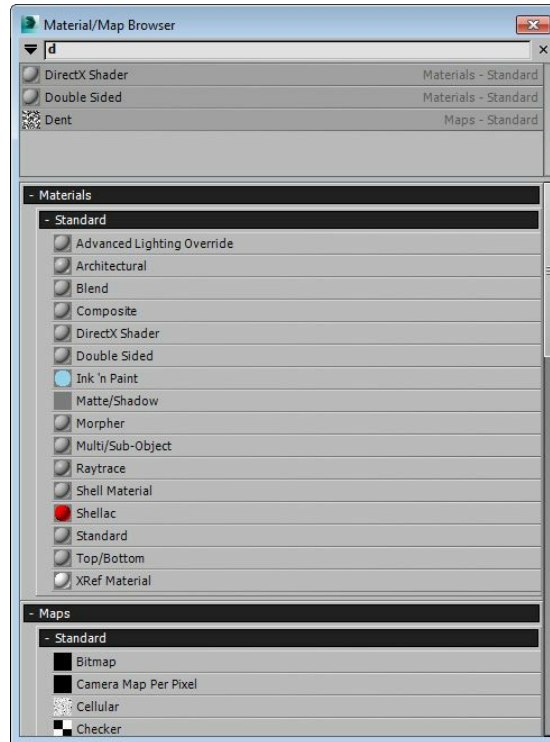 Material/Map Browser
d
DirectX Shader Materials - Standard
Double Sided Materials - Standard
Dent Maps - Standard
- Materials
- Standard
Advanced Lighting Override
Architectural
Blend
Composite
DirectX Shader
Double Sided
Ink 'n Paint
Matte/Shadow
Morpher
Multi/Sub-Object
Raytrace
Shell Material
Shellac
Standard
Top/Bottom
XRef Material
- Maps
- Standard
Bitmap
Camera Map Per Pixel
Cellular
Checker